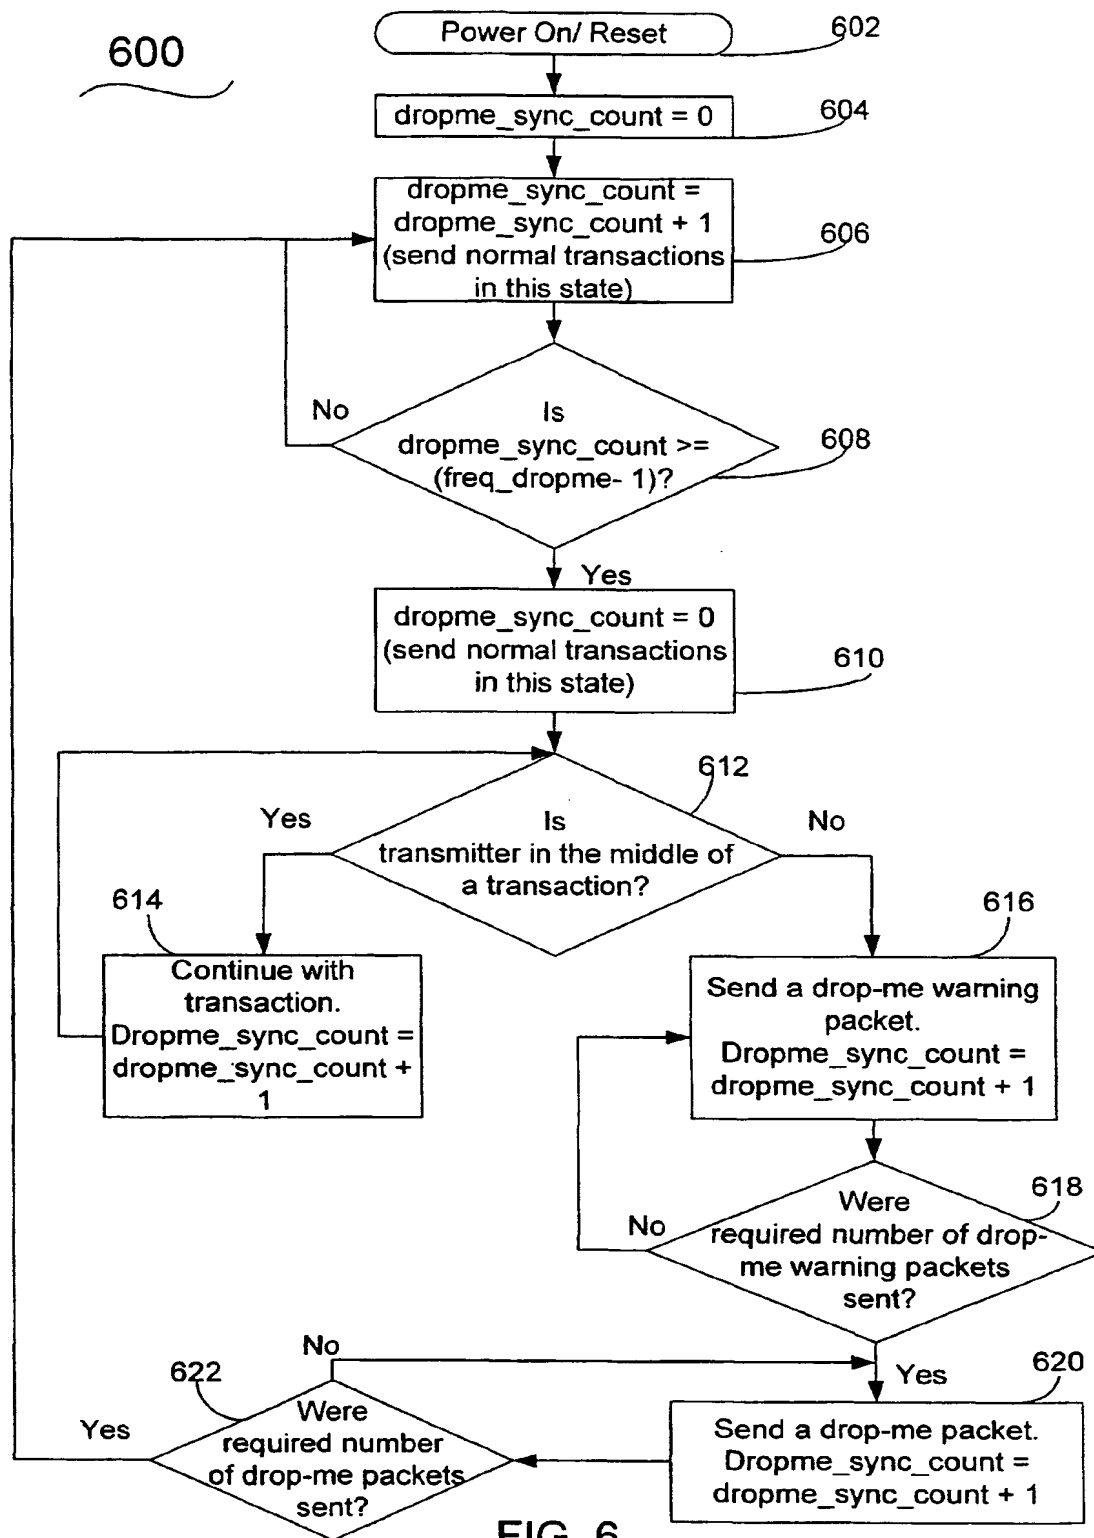 600
Power On/ Reset
602
dropme_sync_count = 0
604
dropme_sync_count =
dropme_sync_count + 1
(send normal transactions
in this state)
606
No
Is
dropme_sync_count >=
(freq_dropme- 1)?
608
Yes
dropme_sync_count = 0
(send normal transactions
in this state)
610
612
Yes
Is
transmitter in the middle of
a transaction?
No
614
Continue with
transaction.
Dropme_sync_count =
dropme_sync_count +
1
616
Send a drop-me warning
packet.
Dropme_sync_count =
dropme_sync_count + 1
618
No
Were
required number of drop-
me warning packets
sent?
Yes
620
Send a drop-me packet.
Dropme_sync_count =
dropme_sync_count + 1
No
622
Yes
Were
required number
of drop-me packets
sent?
FIG. 6